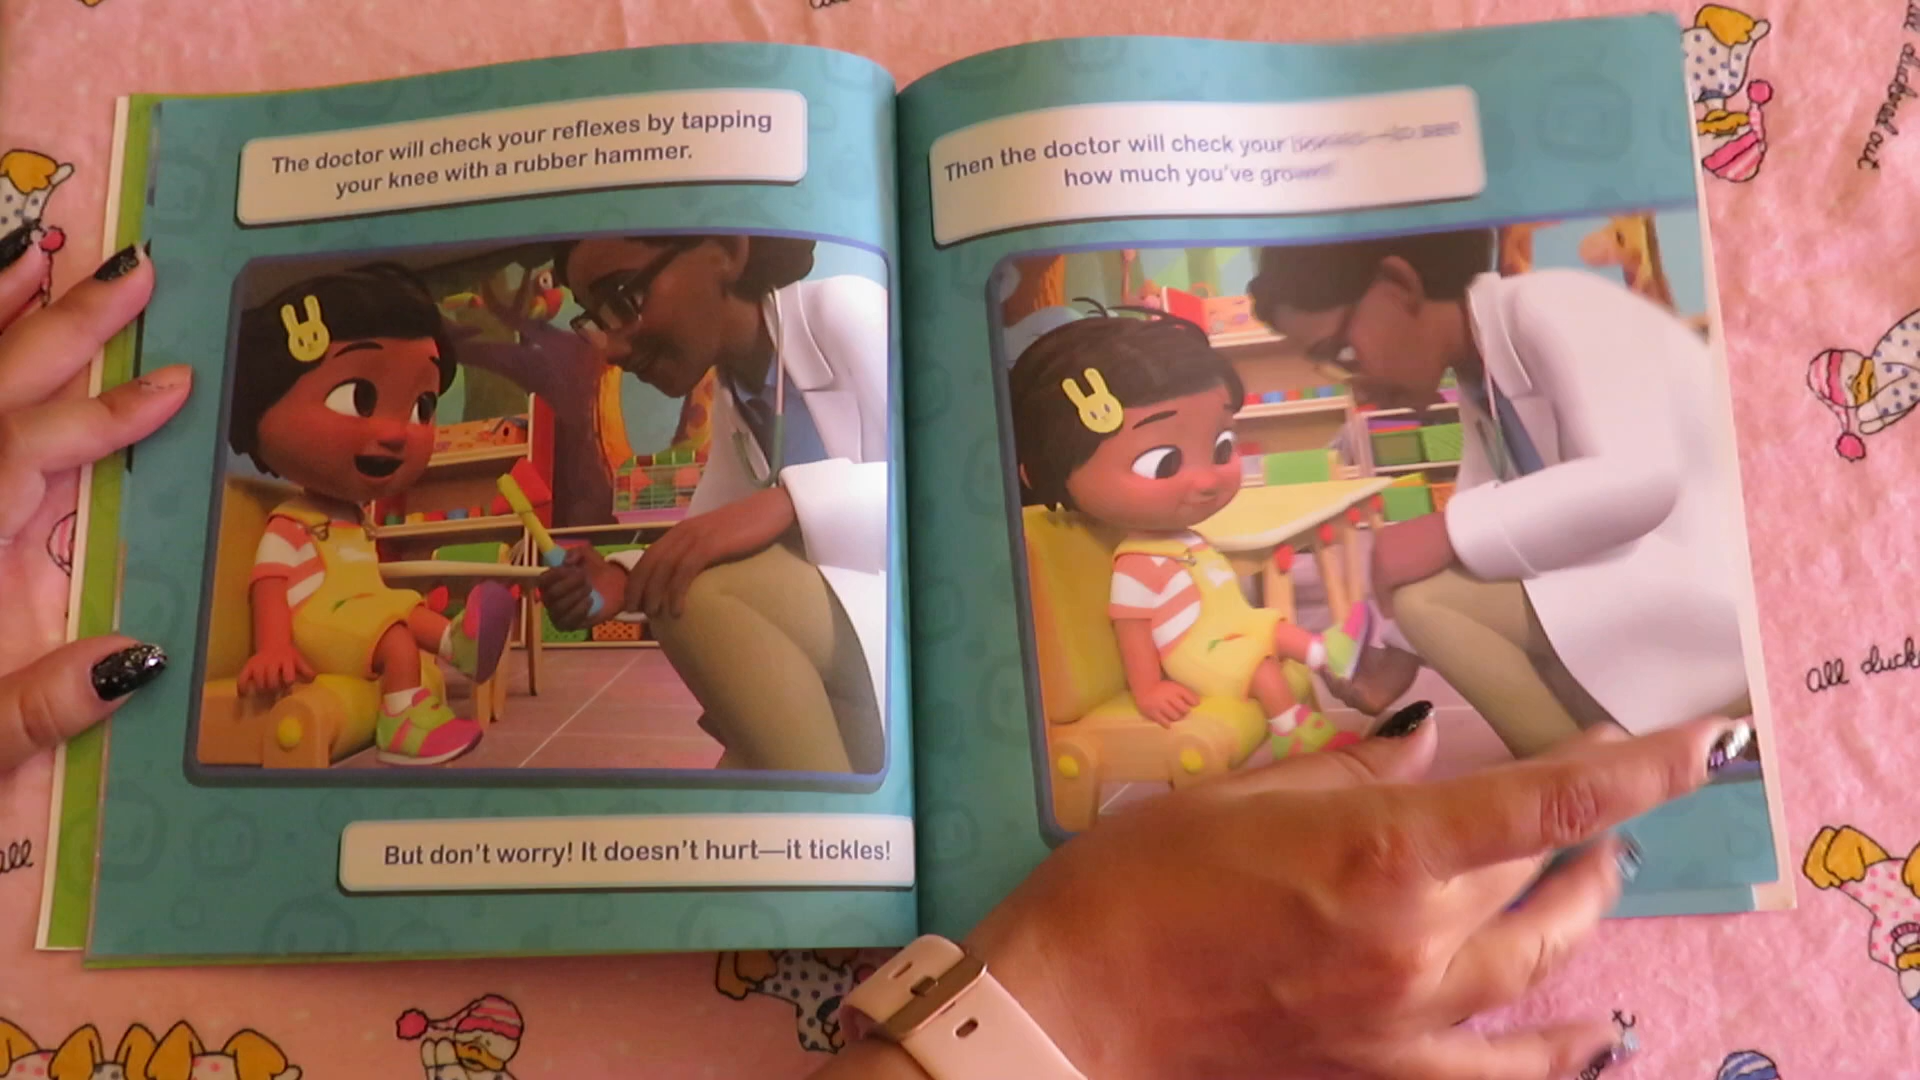 The doctor will check your reflexes by tapping
your knee with a rubber hammer.
But don't worry! It doesn't hurt—it tickles!
Then the doctor will check your
how much you've
all duck
all